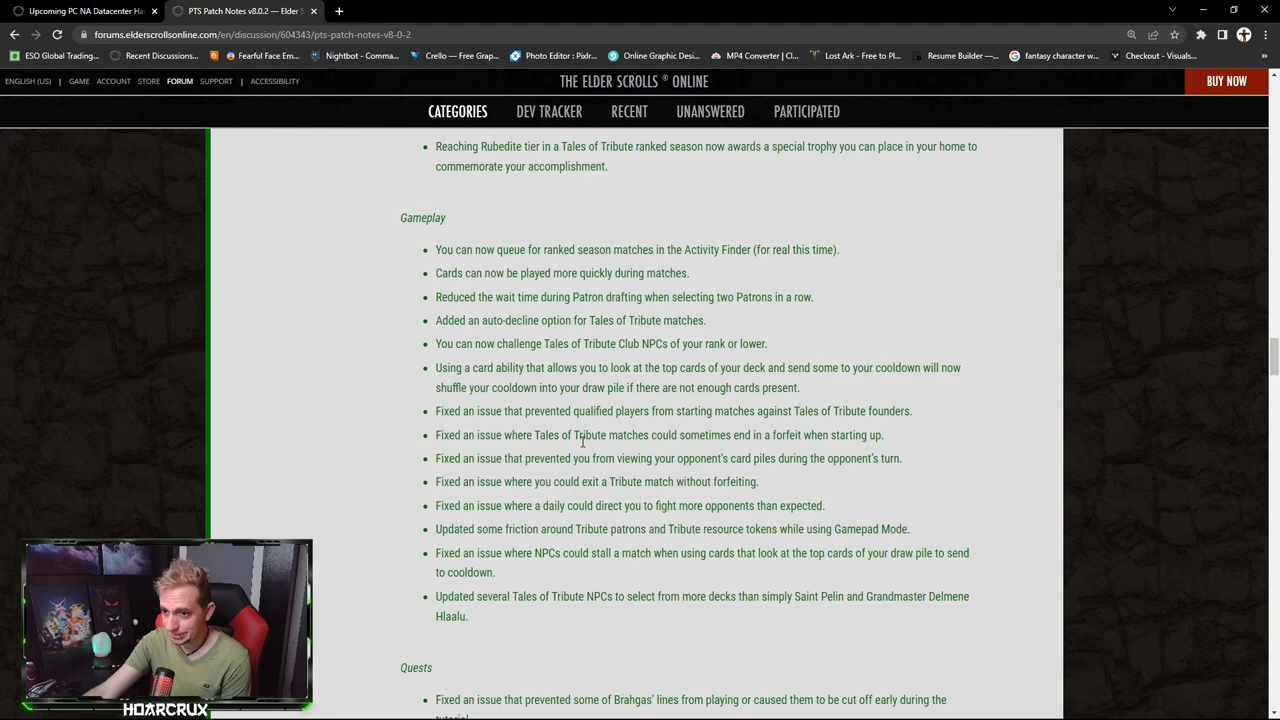 Upcoming PC NA Datacenter Ha
PTS Patch Notes v8.0.2 — Elder S
forums.elderscrollsonline.com/en/discussion/604343/pts-patch-notes-v8-0-2
ESO Global Trading...
Recent Discussions...
Fearful Face Em...
Nightbot - Comma...
Crello — Free Grap...
Photo Editor : Pixlr...
Online Graphic Des...
MP4 Converter | Cl...
Lost Ark - Free to Pl...
Resume Builder —...
fantasy character w...
Checkout - Visuals...
ENGLISH (US) | GAME ACCOUNT STORE FORUM SUPPORT | ACCESSIBILITY
THE ELDER SCROLLS ® ONLINE
BUY NOW
CATEGORIES DEV TRACKER RECENT UNANSWERED PARTICIPATED
Reaching Rubedite tier in a Tales of Tribute ranked season now awards a special trophy you can place in your home to
commemorate your accomplishment.
Gameplay
You can now queue for ranked season matches in the Activity Finder (for real this time).
Cards can now be played more quickly during matches.
Reduced the wait time during Patron drafting when selecting two Patrons in a row.
Added an auto-decline option for Tales of Tribute matches.
You can now challenge Tales of Tribute Club NPCs of your rank or lower.
Using a card ability that allows you to look at the top cards of your deck and send some to your cooldown will now
shuffle your cooldown into your draw pile if there are not enough cards present.
Fixed an issue that prevented qualified players from starting matches against Tales of Tribute founders.
Fixed an issue where Tales of Tribute matches could sometimes end in a forfeit when starting up.
Fixed an issue that prevented you from viewing your opponent's card piles during the opponent's turn.
Fixed an issue where you could exit a Tribute match without forfeiting.
Fixed an issue where a daily could direct you to fight more opponents than expected.
Updated some friction around Tribute patrons and Tribute resource tokens while using Gamepad Mode.
Fixed an issue where NPCs could stall a match when using cards that look at the top cards of your draw pile to send
to cooldown.
Updated several Tales of Tribute NPCs to select from more decks than simply Saint Pelin and Grandmaster Delmene
Hlaalu.
Quests
Fixed an issue that prevented some of Brahgas' lines from playing or caused them to be cut off early during the
tutorial.
HOARCRUX